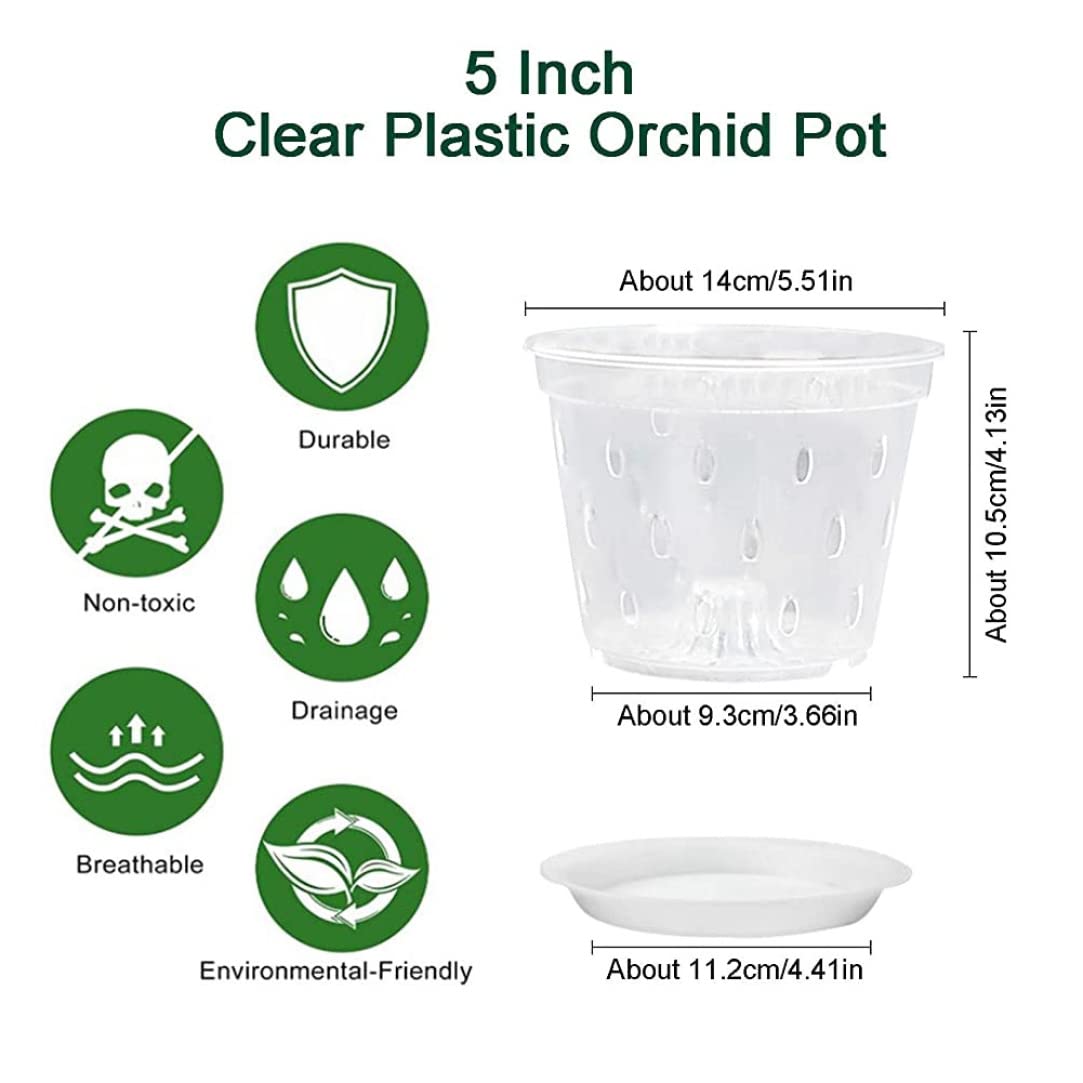 5 Inch
Clear Plastic Orchid Pot
About 14cm/5.51in
Durable
About 10.5cm/4.13in
Non-toxic
Drainage
About 9.3cm/3.66in
Breathable
Environmental-Friendly
About 11.2cm/4.41in